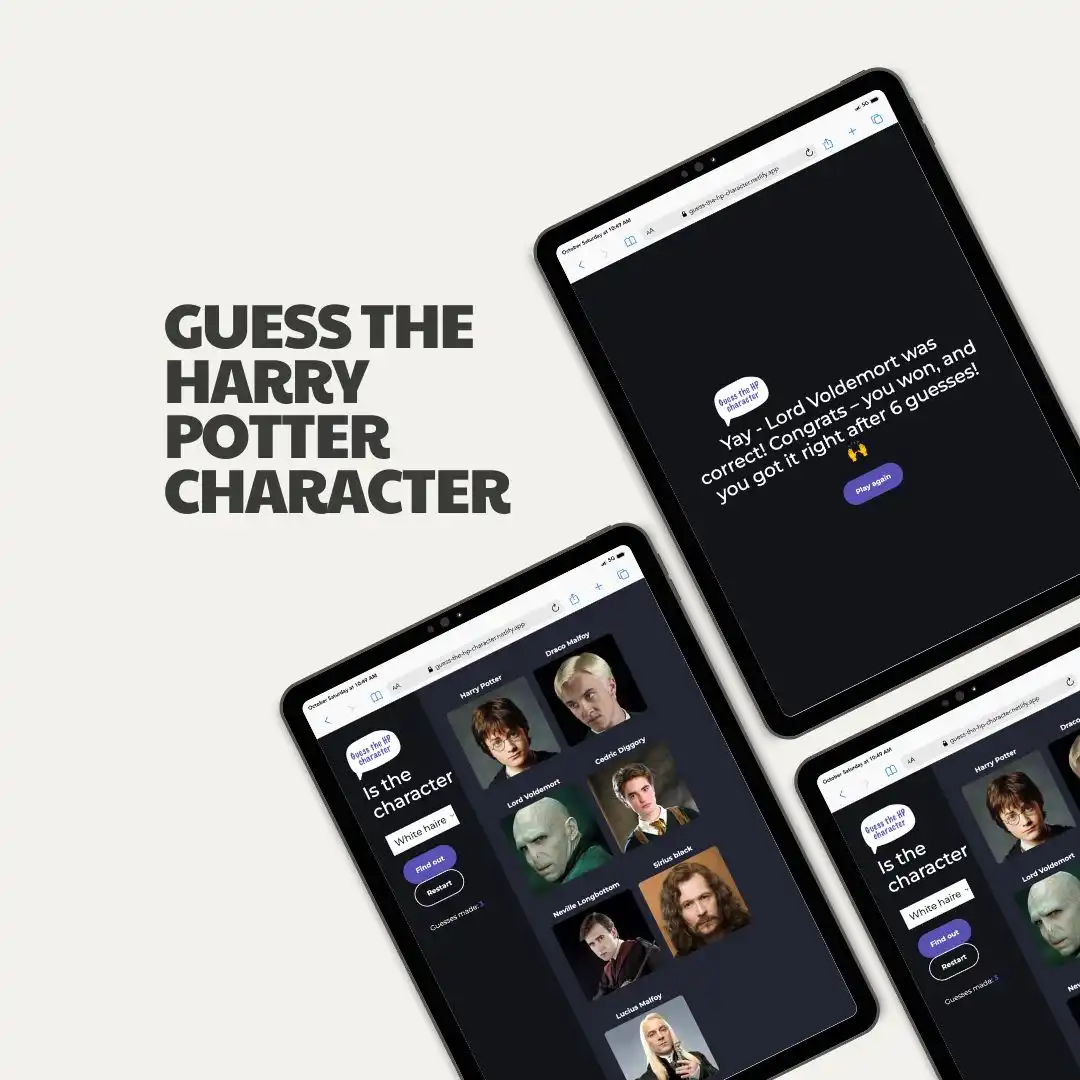 GUESS THE
HARRY
POTTER
CHARACTER
October Saturday at 10:49 AM
5G
AA
guess-the-hp-character.netlify.app
Guess the HP
character
Yay - Lord Voldemort was
correct! Congrats – you won, and
you got it right after 6 guesses!
Play again
October Saturday at 10:49 AM
5G
AA
guess-the-hp-character.netlify.app
Guess the HP
character
Is the
character
White haire
Find out
Restart
Guesses made: 3
Harry Potter
Draco Malfoy
Lord Voldemort
Cedric Diggory
Neville Longbottom
Sirius black
Lucius Malfoy
October Saturday at 10:49 AM
AA
guess-the-hp-character.netlify.app
Guess the HP
character
Is the
character
White haire
Find out
Restart
Guesses made: 3
Harry Potter
Lord Voldemort